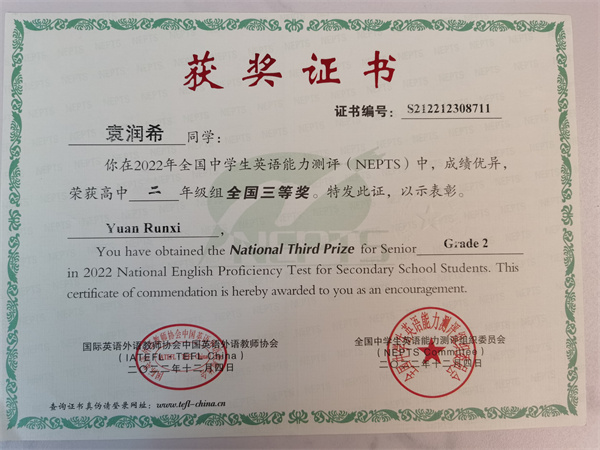 获奖证书
证书编号：S212212308711
袁润希 同学：
你在2022年全国中学生英语能力测评（NEPTS）中，成绩优异，
荣获高中 二 年级组全国三等奖。特发此证，以示表彰。
Yuan Runxi ,
You have obtained the National Third Prize for Senior Grade 2
in 2022 National English Proficiency Test for Secondary School Students. This
certificate of commendation is hereby awarded to you as an encouragement.
国际英语外语教师协会中国英语外语教师协会
（IATEFL·TEFL China）
二〇二二年十二月四日
全国中学生英语能力测评组织委员会
（NEPTS Committee）
二〇二二年十二月四日
查询证书真伪请登录网址：www.tefl-china.cn
NEPTS